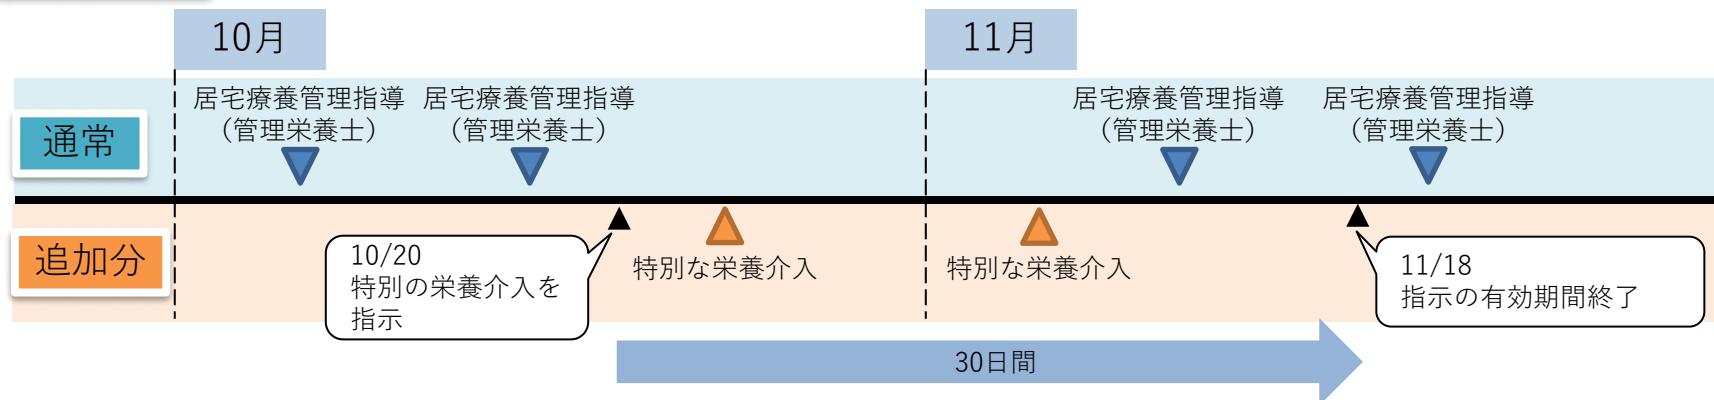 10月
11月
通常
居宅療養管理指導
（管理栄養士）
居宅療養管理指導
（管理栄養士）
居宅療養管理指導
（管理栄養士）
居宅療養管理指導
（管理栄養士）
追加分
10/20
特別の栄養介入を
指示
特別な栄養介入
特別な栄養介入
11/18
指示の有効期間終了
30日間